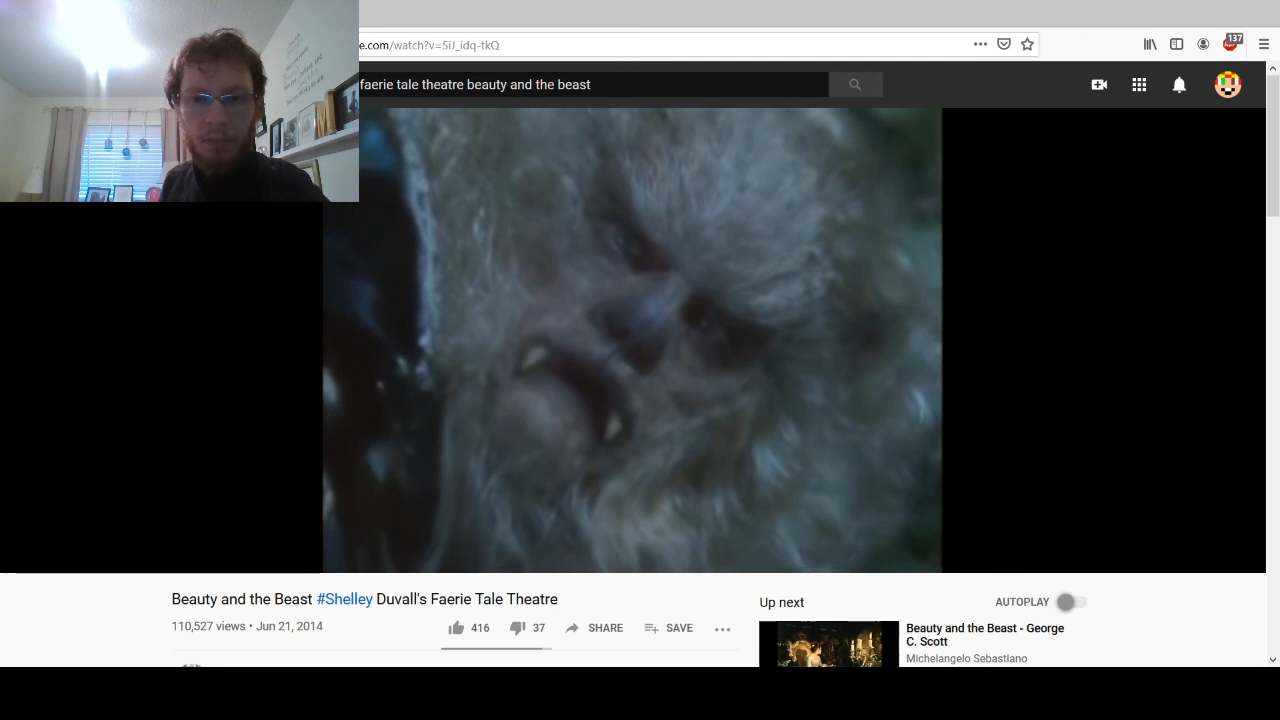 e.com/watch?v=5iJ_idq-tkQ
137
faerie tale theatre beauty and the beast
Beauty and the Beast #Shelley Duvall's Faerie Tale Theatre
110,527 views • Jun 21, 2014
416
37
SHARE
SAVE
Up next
AUTOPLAY
Beauty and the Beast - George
C. Scott
Michelangelo Sebastiano